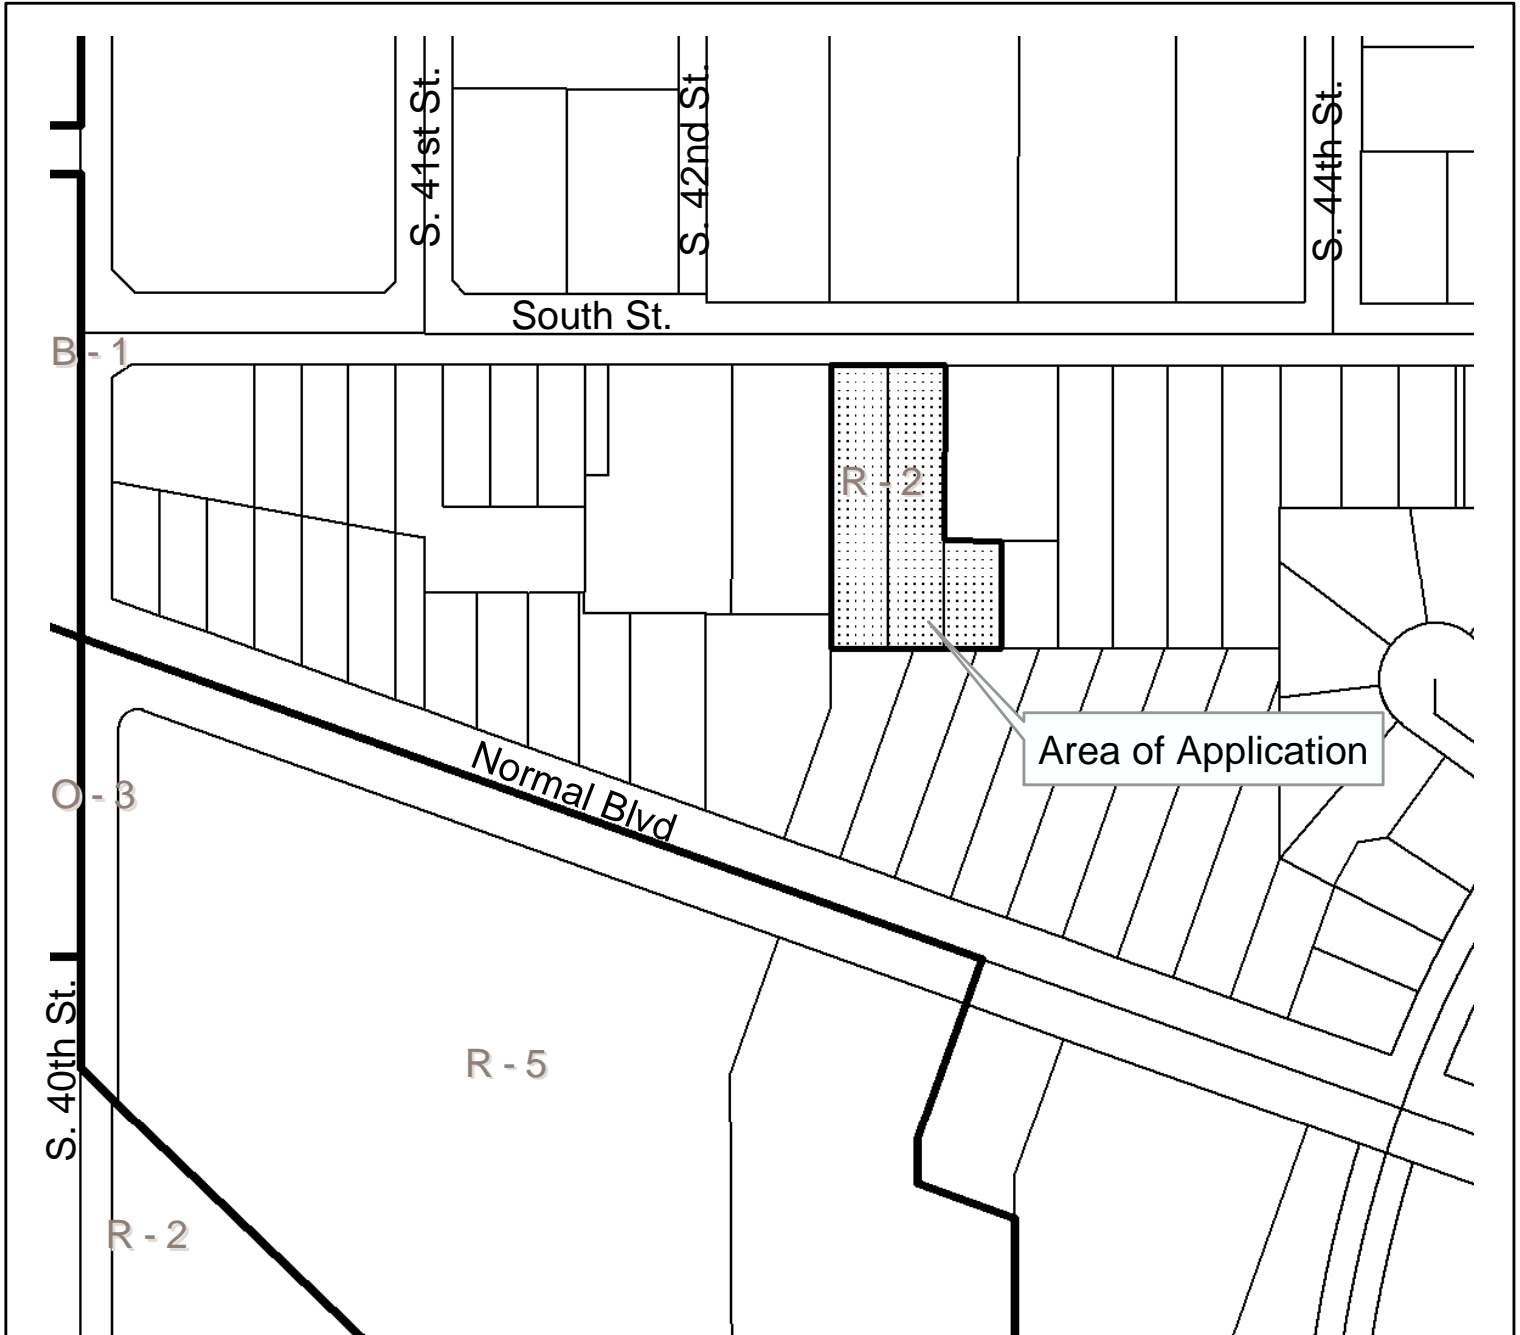 S. 41st St.
S. 42nd St.
S. 44th St.
South St.
B - 1
R - 2
Area of Application
Normal Blvd
O - 3
S. 40th St.
R - 5
R - 2